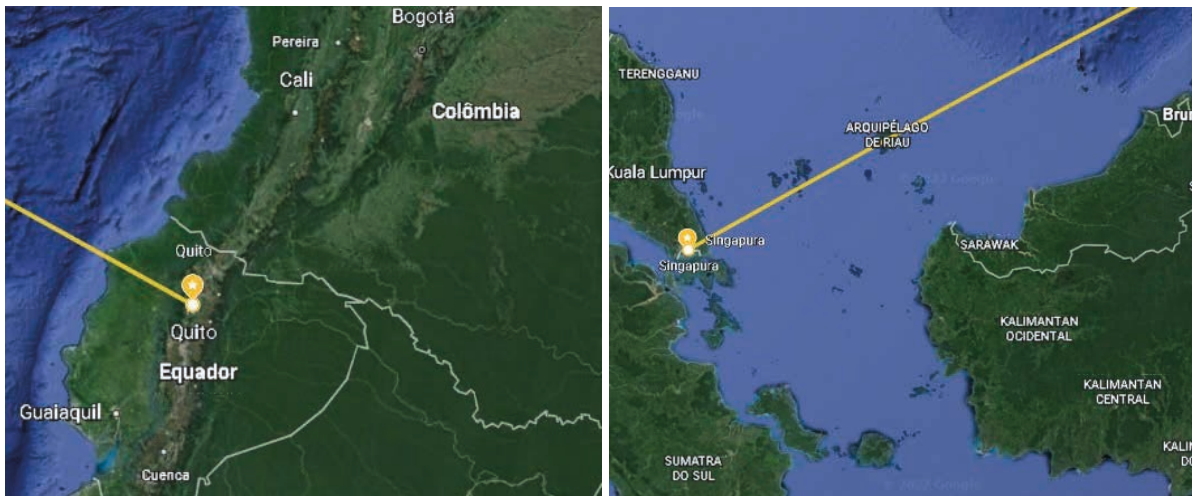 Bogotá
Pereira
Cali
Colômbia
Quito
Quito
Equador
Guaiaquil
Cuenca
TERENGGANU
ARQUIPÉLAGO
DE RIAU
Kuala Lumpur
Singapura
Singapura
SARAWAK
KALIMANTAN
OCIDENTAL
KALIMANTAN
CENTRAL
SUMATRA
DO SUL